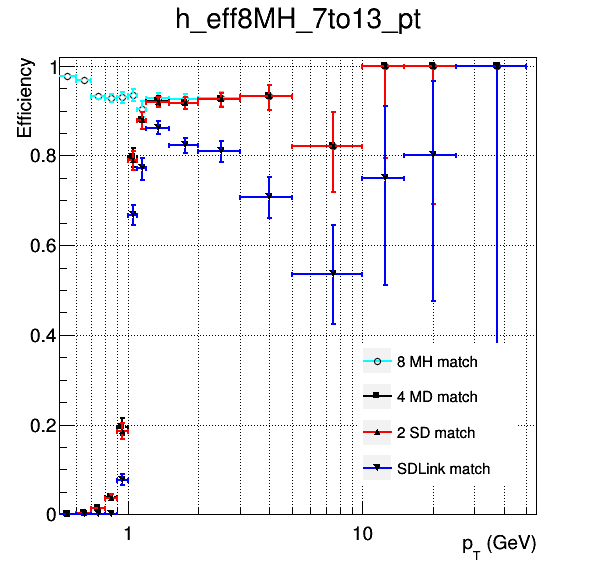 h_eff8MH_7to13_pt
Efficiency
1
0.8
0.6
0.4
0.2
0
8 MH match
4 MD match
2 SD match
SDLink match
1
10
p_T (GeV)